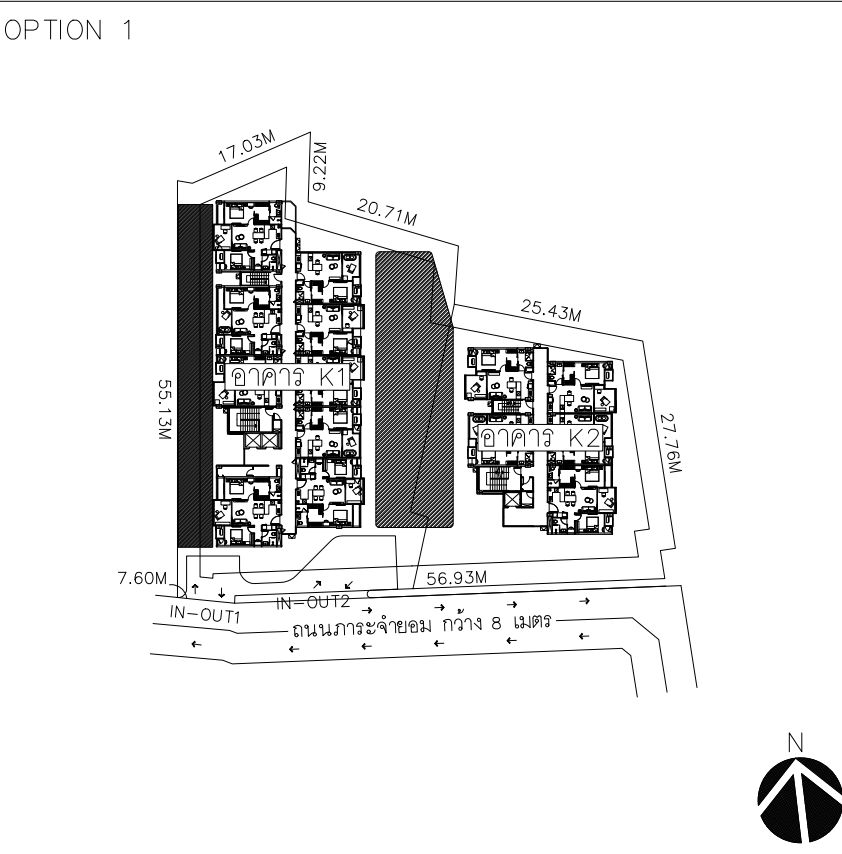 OPTION 1
17.03M
9.22M
20.71M
25.43M
อาคาร K1
55.13M
อาคาร K2
27.76M
7.60M
56.93M
IN-OUT1
IN-OUT2
ถนนภาระจำยอม กว้าง 8 เมตร
N